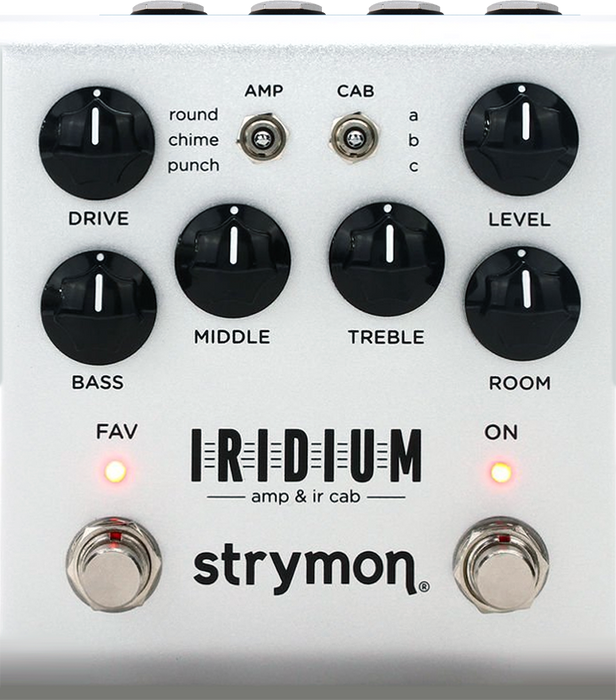 AMP CAB
round a
chime b
punch c
DRIVE LEVEL
MIDDLE TREBLE
BASS ROOM
FAV ON
IRIDIUM
amp & ir cab
strymon®